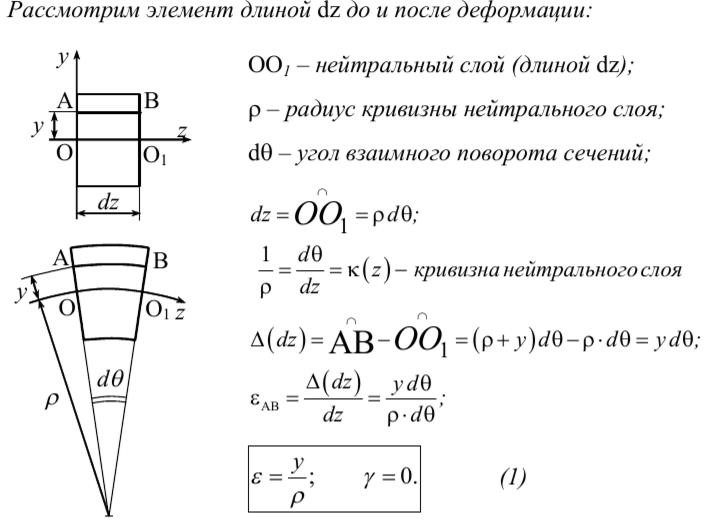 Рассмотрим элемент длиной dz до и после деформации:
y
A B
y z
O O₁
dz
OO₁ – нейтральный слой (длиной dz);
ρ – радиус кривизны нейтрального слоя;
dθ – угол взаимного поворота сечений;
dz = OO₁ = ρ dθ;
1/ρ = dθ/dz = κ(z) – кривизна нейтрального слоя
A B
y
O O₁ z
dθ
ρ
Δ(dz) = AB – OO₁ = (ρ + y)dθ – ρ · dθ = y dθ;
ε_AB = Δ(dz)/dz = y dθ/ρ · dθ;
ε = y/ρ; γ = 0. (1)